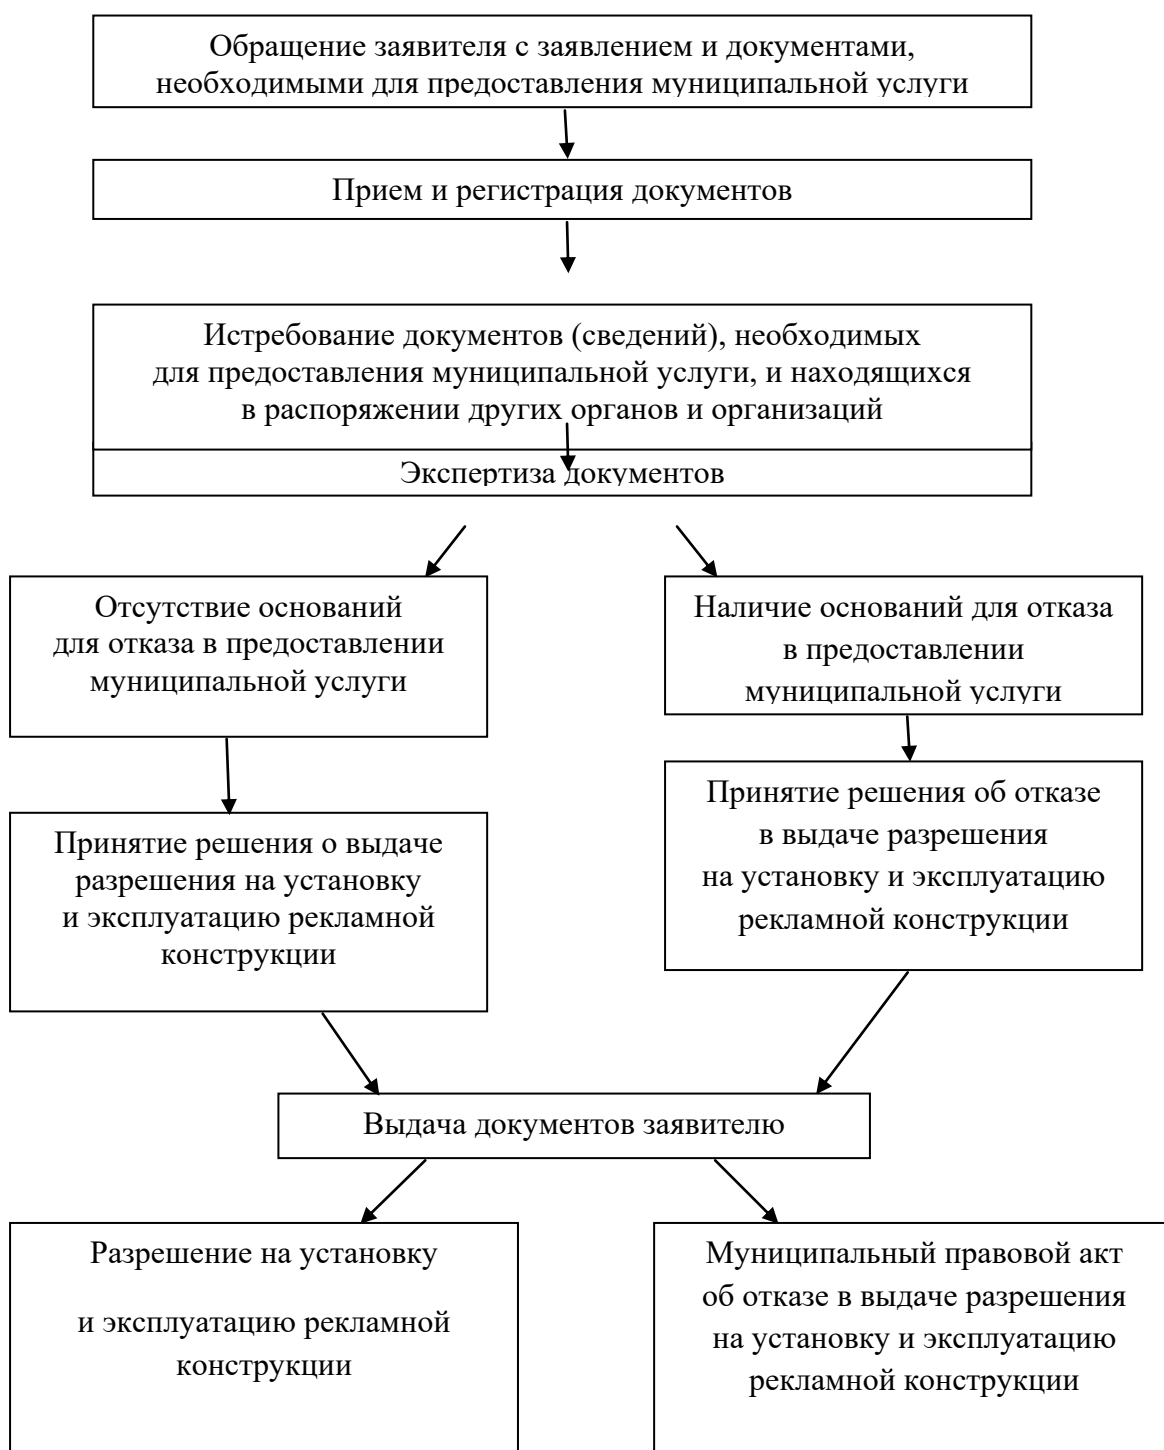 Обращение заявителя с заявлением и документами,
необходимыми для предоставления муниципальной услуги
Прием и регистрация документов
Истребование документов (сведений), необходимых
для предоставления муниципальной услуги, и находящихся
в распоряжении других органов и организаций
Экспертиза документов
Отсутствие оснований
для отказа в предоставлении
муниципальной услуги
Наличие оснований для отказа
в предоставлении
муниципальной услуги
Принятие решения о выдаче
разрешения на установку
и эксплуатацию рекламной
конструкции
Принятие решения об отказе
в выдаче разрешения
на установку и эксплуатацию
рекламной конструкции
Выдача документов заявителю
Разрешение на установку
и эксплуатацию рекламной
конструкции
Муниципальный правовой акт
об отказе в выдаче разрешения
на установку и эксплуатацию
рекламной конструкции